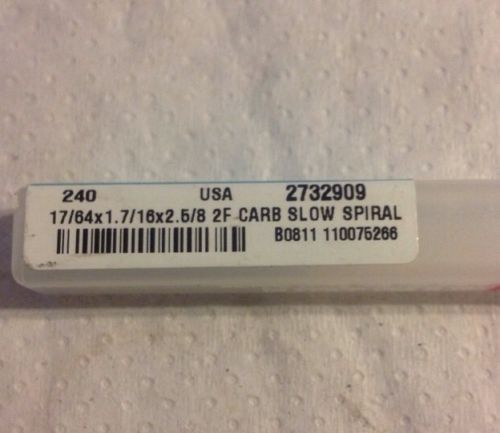 240 USA 2732909
17/64x1.7/16x2.5/8 2F CARB SLOW SPIRAL
B0811 110075266